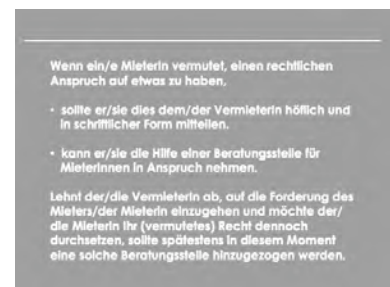 Wenn ein/e MieterIn vermutet, einen rechtlichen
Anspruch auf etwas zu haben,
• sollte er/sie dies dem/der VermieterIn höflich und
in schriftlicher Form mitteilen.
• kann er/sie die Hilfe einer Beratungsstelle für
MieterInnen in Anspruch nehmen.
Lehnt der/die VermieterIn ab, auf die Forderung des
Mieters/der Mieterin einzugehen und möchte der/
die MieterIn ihr (vermutetes) Recht dennoch
durchsetzen, sollte spätestens in diesem Moment
eine solche Beratungsstelle hinzugezogen werden.